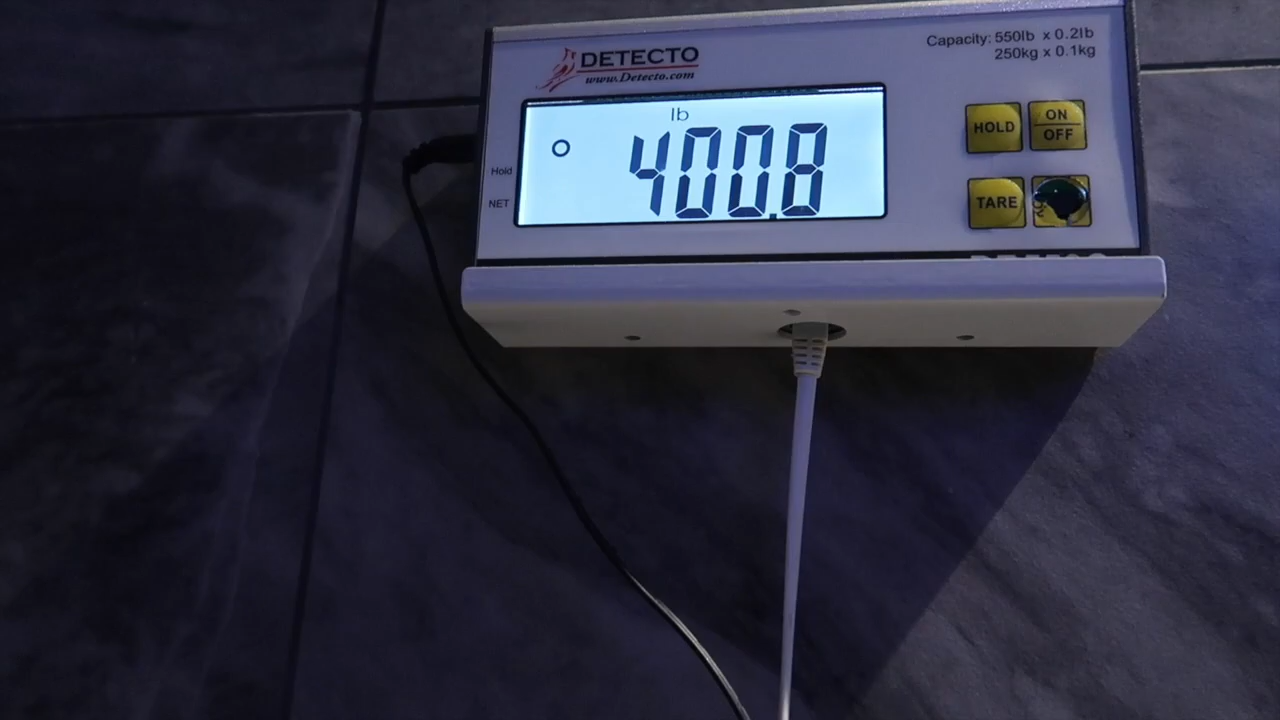 DETECTO
www.Detecto.com
Capacity: 550lb x 0.2lb
250kg x 0.1kg
lb
400.8
Hold
NET
HOLD
ON
OFF
TARE